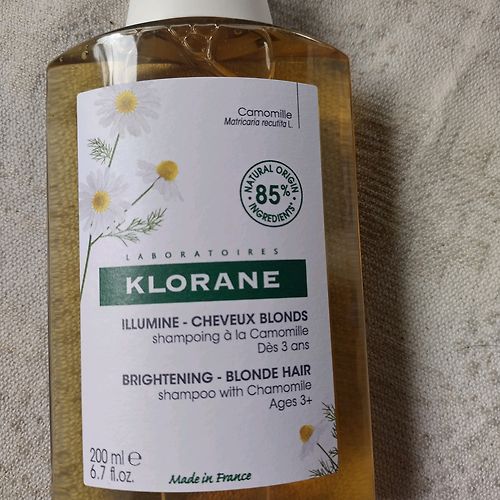 Camomille
Matricaria recutita L.
NATURAL ORIGIN
85%
INGREDIENTS*
LABORATOIRES
KLORANE
ILLUMINE - CHEVEUX BLONDS
shampoing à la Camomille
Dès 3 ans
BRIGHTENING - BLONDE HAIR
shampoo with Chamomile
Ages 3+
200 ml ℮
6.7 fl.oz.
Made in France